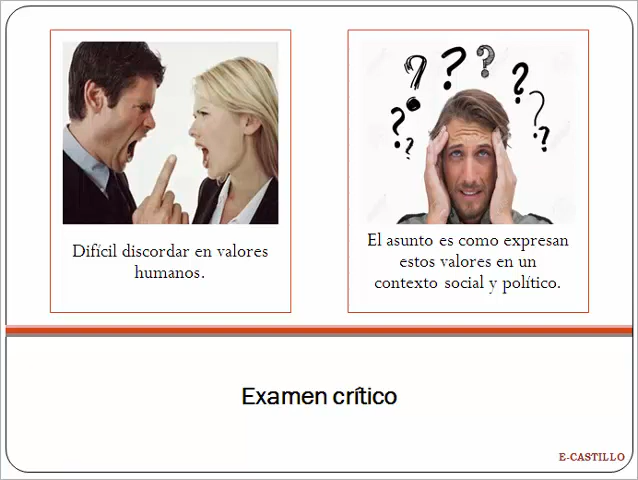 Difícil discordar en valores
humanos.
El asunto es como expresan
estos valores en un
contexto social y político.
Examen crítico
E-CASTILLO